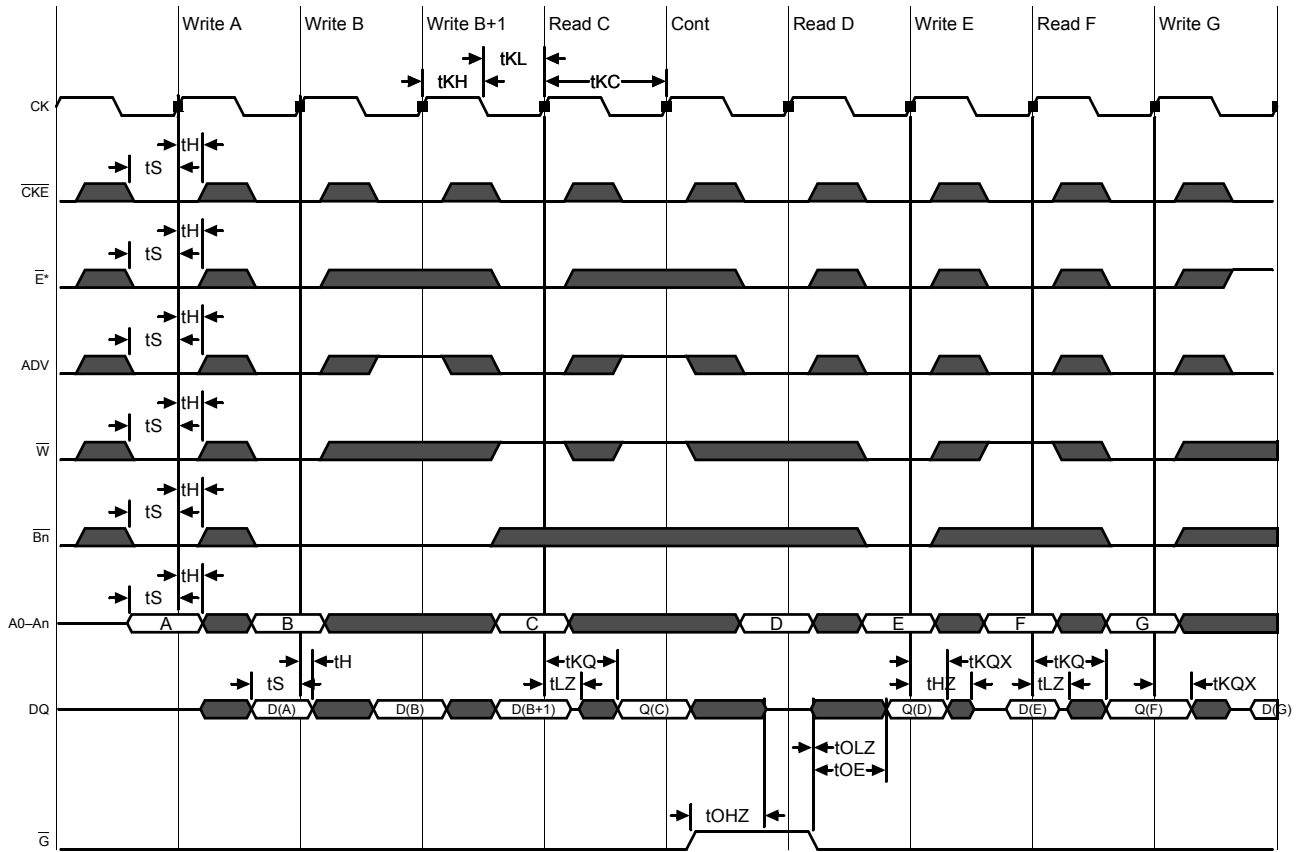 Write A Write B Write B+1 Read C Cont Read D Write E Read F Write G
tKL
tKH tKC
CK
tH
tS
CKE
tH
tS
E*
tH
tS
ADV
tH
tS
W
tH
tS
Bn
tH
tS
A0–An A B C D E F G
tH tKQ tKQX tKQ
tS tLZ tHZ tLZ tKQX
DQ D(A) D(B) D(B+1) Q(C) Q(D) D(E) Q(F) D(G)
tOLZ
tOE
tOHZ
G